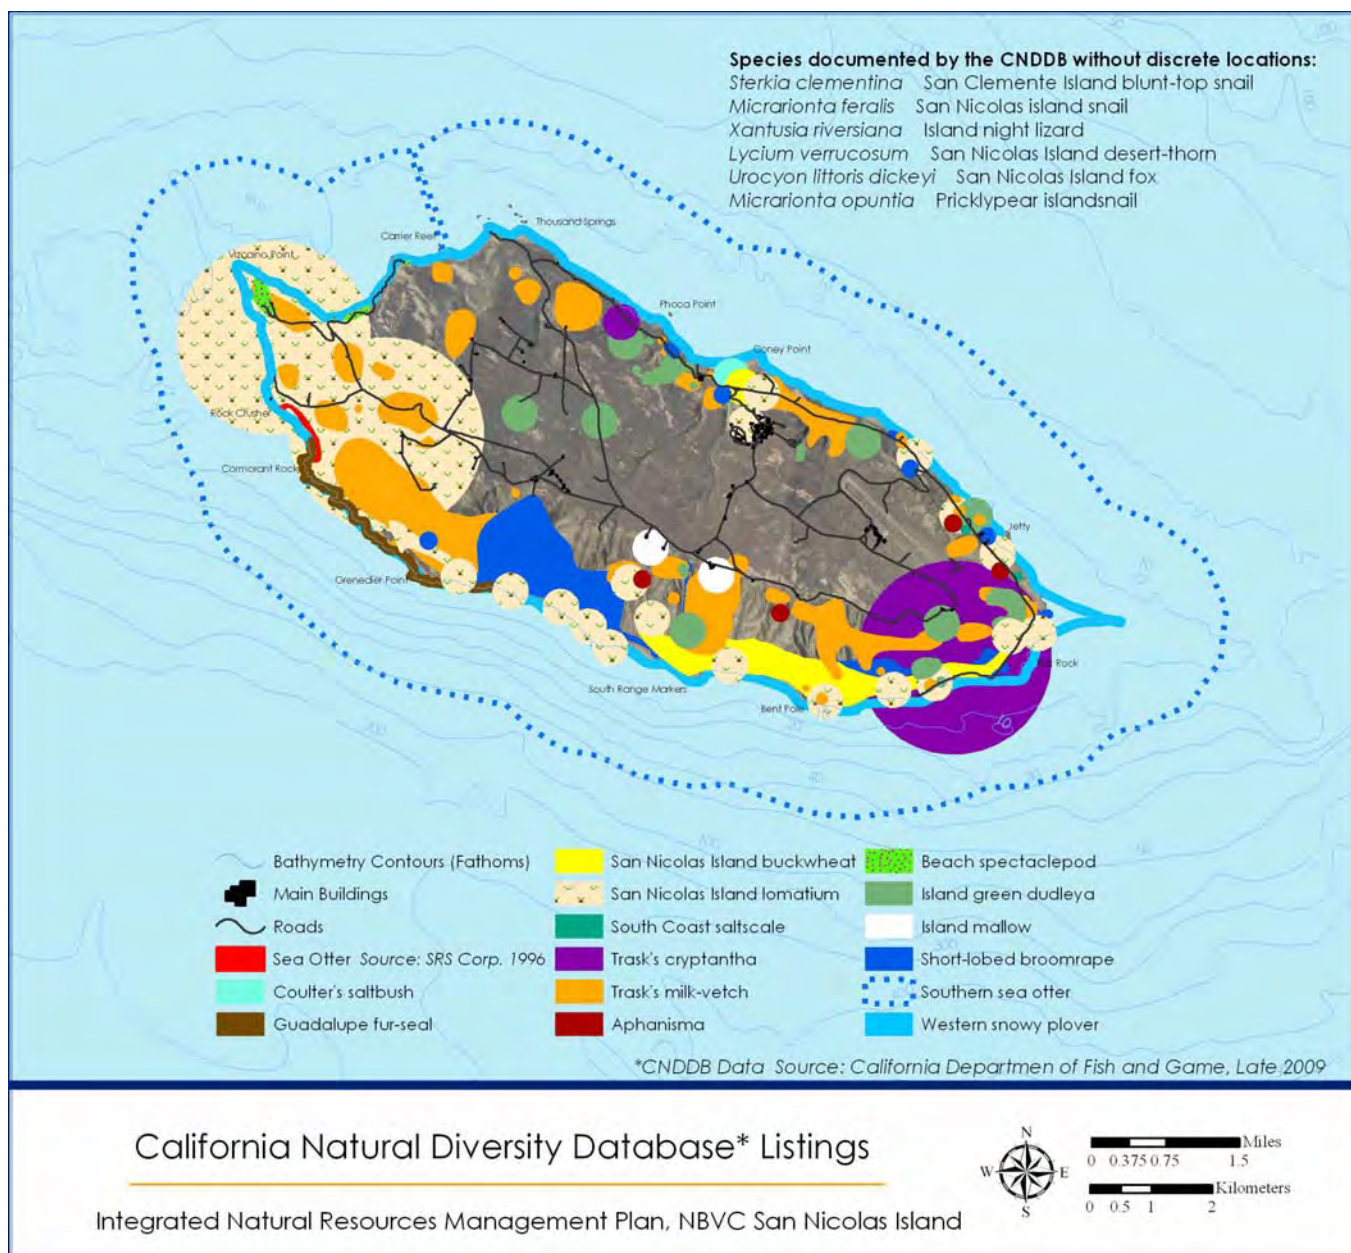 Species documented by the CNDDB without discrete locations:
Sterkia clementina San Clemente Island blunt-top snail
Micrarionta feralis San Nicolas island snail
Xantusia riversiana Island night lizard
Lycium verrucosum San Nicolas Island desert-thorn
Urocyon littoris dickeyi San Nicolas Island fox
Micrarionta opuntia Pricklypear islandsnail
Thousand Springs
Carrier Reef
Vizcaino Point
Phoca Point
Coney Point
Rock Crusher
Cormorant Rock
Jetty
Grenedier Point
Rock
South Range Markers
Bent Pole
Bathymetry Contours (Fathoms)
Main Buildings
Roads
Sea Otter Source: SRS Corp. 1996
Coulter's saltbush
Guadalupe fur-seal
San Nicolas Island buckwheat
San Nicolas Island lomatium
South Coast saltscale
Trask's cryptantha
Trask's milk-vetch
Aphanisma
Beach spectaclepod
Island green dudleya
Island mallow
Short-lobed broomrape
Southern sea otter
Western snowy plover
*CNDDB Data Source: California Departmen of Fish and Game, Late 2009
California Natural Diversity Database* Listings
Integrated Natural Resources Management Plan, NBVC San Nicolas Island
N
W E
S
Miles
0 0.375 0.75 1.5
Kilometers
0 0.5 1 2